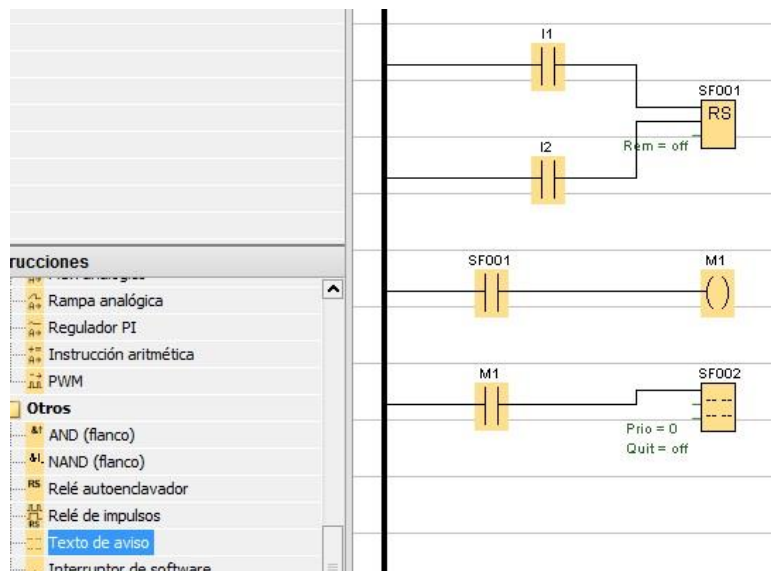 I1
SF001
RS
I2
Rem = off
SF001
M1
M1
SF002
Prio = 0
Quit = off
rucciones
Rampa analógica
Regulador PI
Instrucción aritmética
PWM
Otros
AND (flanco)
NAND (flanco)
RS Relé autoenclavador
RS Relé de impulsos
Texto de aviso
Interruptor de software